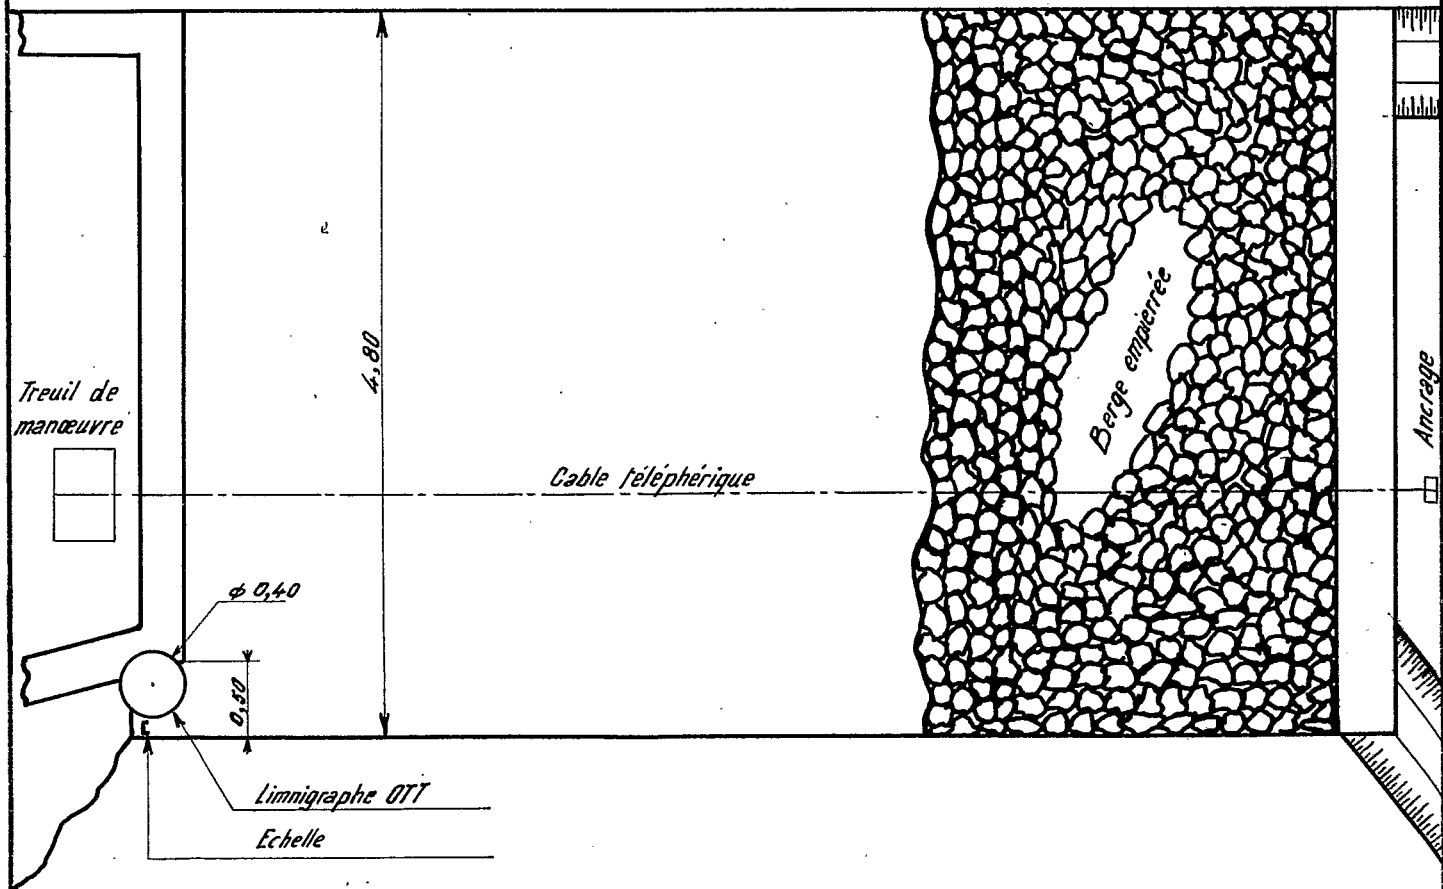 4,80
Treuil de
manœuvre
Cable téléphérique
Berge empierrée
Ancrage
ϕ 0,40
0,50
Limnigraphe OTT
Echelle